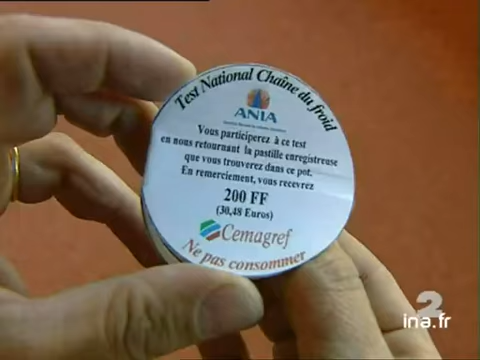 Test National Chaîne du froid
ANIA
Vous participerez à ce test
en nous retournant la pastille enregistreuse
que vous trouverez dans ce pot.
En remerciement, vous recevrez
200 FF
(30,48 Euros)
Cemagref
Ne pas consommer
2
ina.fr